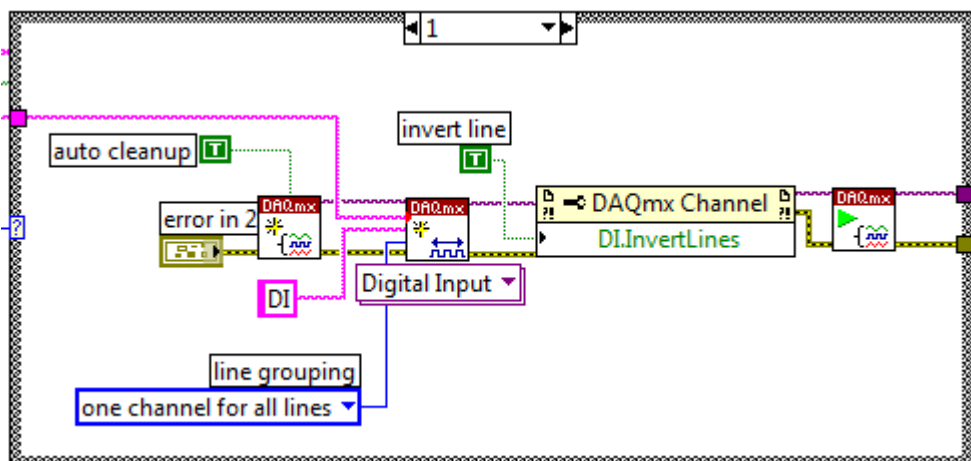 1
auto cleanup
T
invert line
T
DAQmx
error in 2
DAQmx
DAQmx Channel
DI.InvertLines
DAQmx
DI
Digital Input
line grouping
one channel for all lines
?